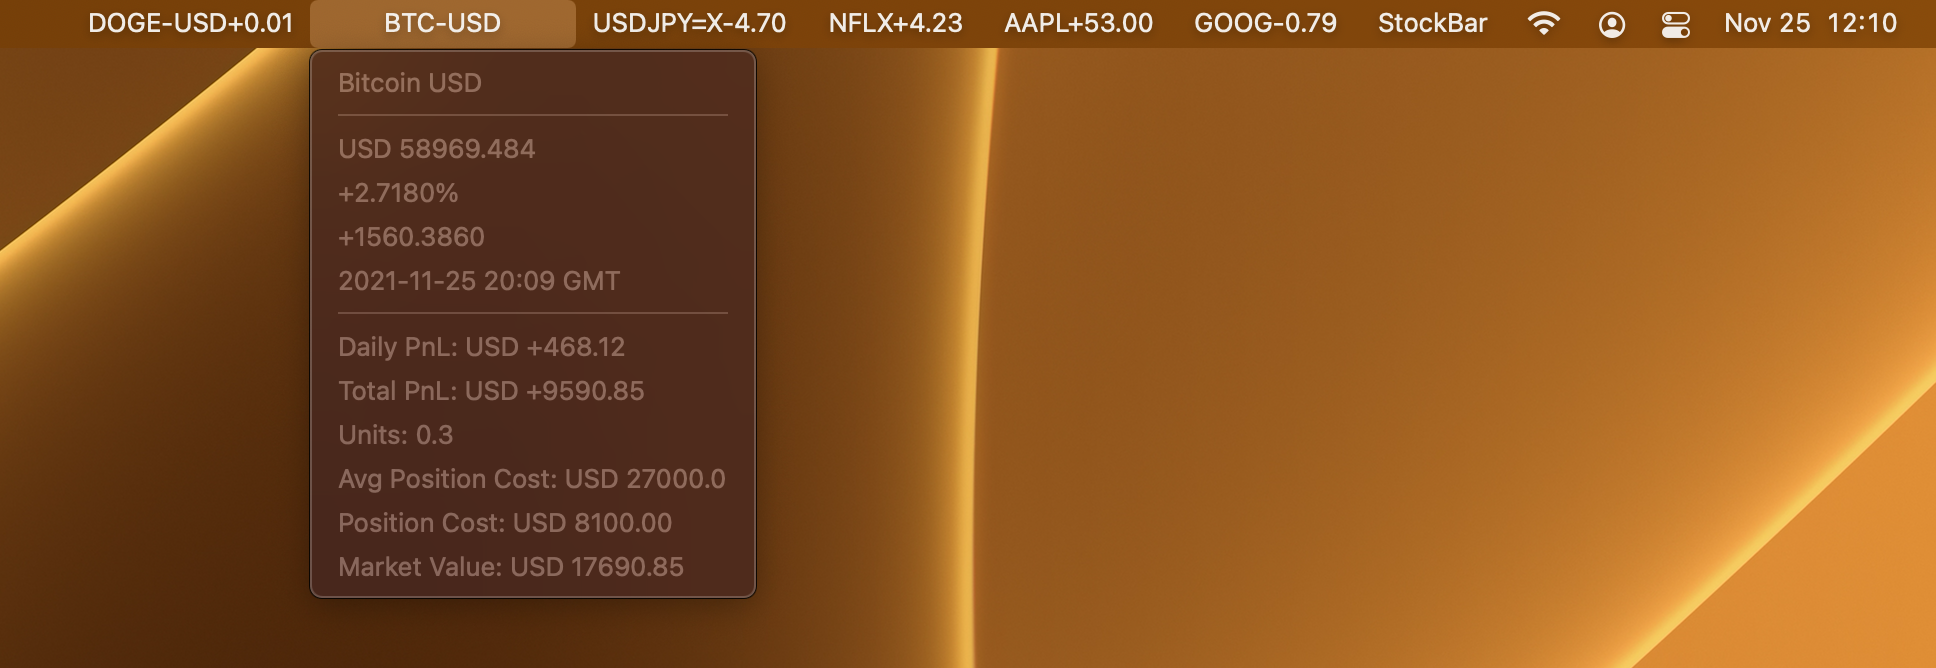 DOGE-USD+0.01 BTC-USD USDJPY=X-4.70 NFLX+4.23 AAPL+53.00 GOOG-0.79 StockBar Nov 25 12:10
Bitcoin USD
USD 58969.484
+2.7180%
+1560.3860
2021-11-25 20:09 GMT
Daily PnL: USD +468.12
Total PnL: USD +9590.85
Units: 0.3
Avg Position Cost: USD 27000.0
Position Cost: USD 8100.00
Market Value: USD 17690.85